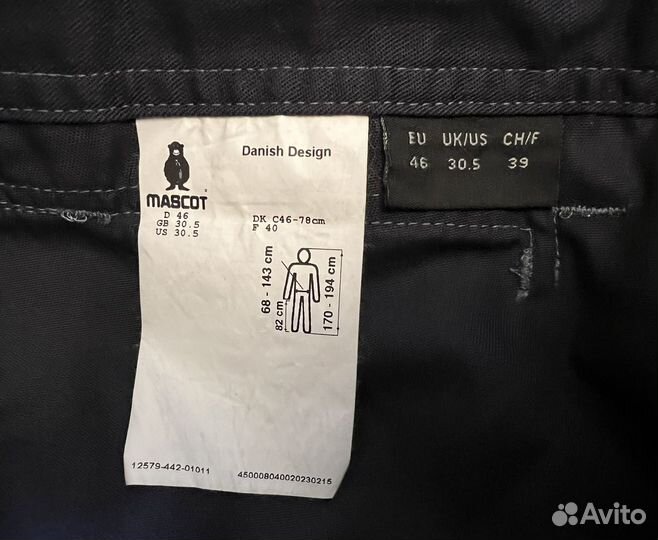 Danish Design
MASCOT®
D 46
GB 30.5
US 30.5
DK C46-78cm
F 40
68 - 143 cm
82 cm
170 - 194 cm
12579-442-01011
450008040020230215
EU UK/US CH/F
46 30.5 39
Avito